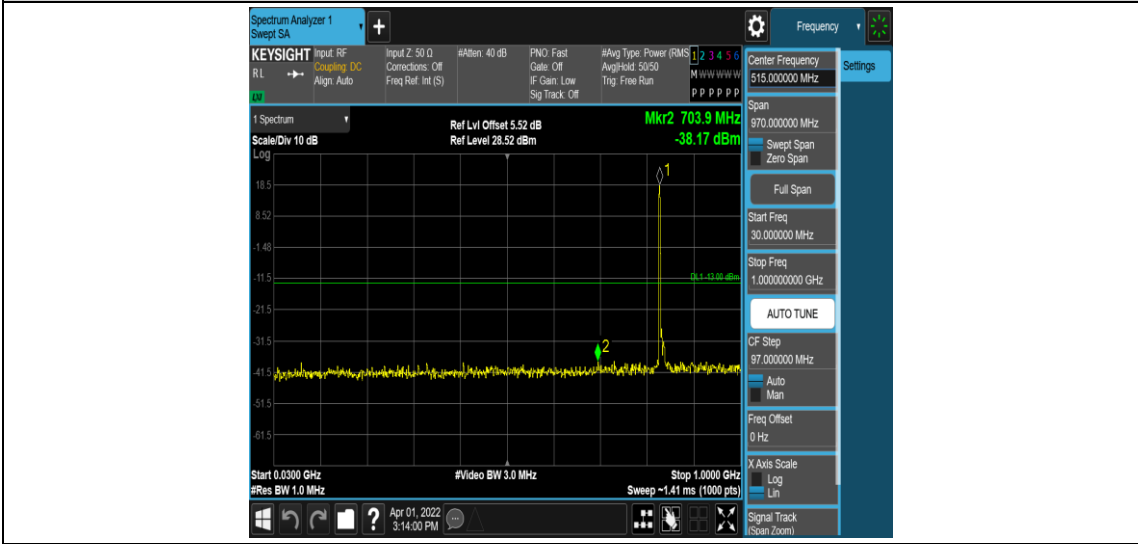 Spectrum Analyzer 1
Swept SA
+
Frequency
KEYSIGHT
RL
Input: RF
Coupling: DC
Align: Auto
Input Z: 50 Ω
Corrections: Off
Freq Ref: Int (S)
#Atten: 40 dB
PNO: Fast
Gate: Off
IF Gain: Low
Sig Track: Off
#Avg Type: Power (RMS
Avg|Hold: 50/50
Trig: Free Run
1 2 3 4 5 6
M W W W W W
P P P P P P
1 Spectrum
Scale/Div 10 dB
Log
Ref Lvl Offset 5.52 dB
Ref Level 28.52 dBm
Mkr2 703.9 MHz
-38.17 dBm
18.5
8.52
-1.48
-11.5
-21.5
-31.5
-41.5
-51.5
-61.5
1
DL1 -13.00 dBm
2
Start 0.0300 GHz
#Res BW 1.0 MHz
#Video BW 3.0 MHz
Stop 1.0000 GHz
Sweep ~1.41 ms (1000 pts)
?
Apr 01, 2022
3:14:00 PM
Center Frequency
515.000000 MHz
Span
970.000000 MHz
Swept Span
Zero Span
Full Span
Start Freq
30.000000 MHz
Stop Freq
1.000000000 GHz
AUTO TUNE
CF Step
97.000000 MHz
Auto
Man
Freq Offset
0 Hz
X Axis Scale
Log
Lin
Signal Track
(Span Zoom)
Settings